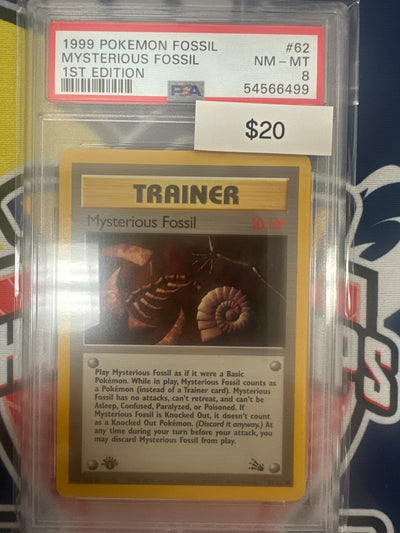 1999 POKEMON FOSSIL #62
MYSTERIOUS FOSSIL NM - MT
1ST EDITION 8
PSA 54566499
$20
TRAINER
Mysterious Fossil
Play Mysterious Fossil as if it were a Basic
Pokémon. While in play, Mysterious Fossil counts
as a Pokémon (instead of a Trainer card). Mysterious
Fossil has no attacks, can't retreat, and can't be
Asleep, Confused, Paralyzed, or Poisoned. If
Mysterious Fossil is Knocked Out, it doesn't count
as a Knocked Out Pokémon. (Discard it anyway.) At
any time during your turn before your attack, you
may discard Mysterious Fossil from play.